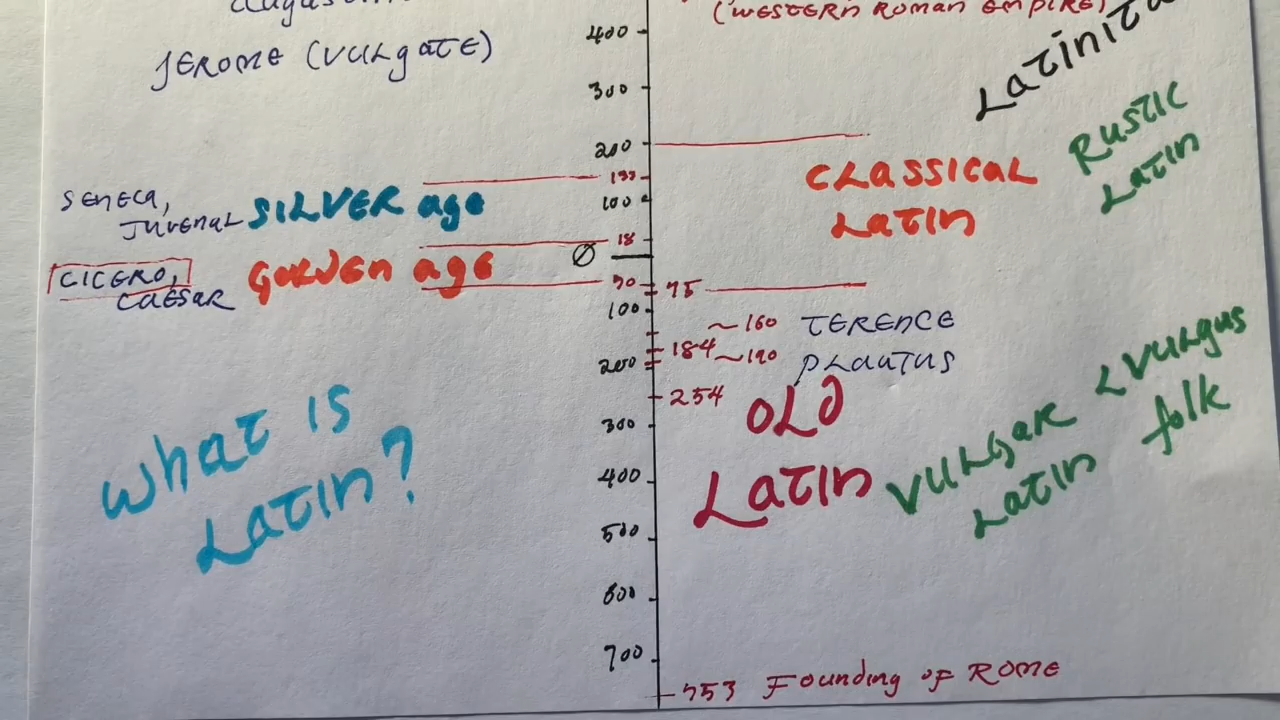 JEROME (VULgaTE)
(WESTERN ROMAN EMPIRE)
400
300
200
133
100
18
Ø
70
75
100
~160 TERENCE
184 ~190 PLAUTUS
200
254
300
400
500
600
700
753 Founding of ROME
SENECA,
JUVENAL
SILVER age
CICERO,
CAESAR
GOLDEN age
CLASSICAL
LATIN
RUSTIC
LATIN
OLD
LATIN
VULGAR LVULgus
LATIN folk
WhaT IS
LATIN?